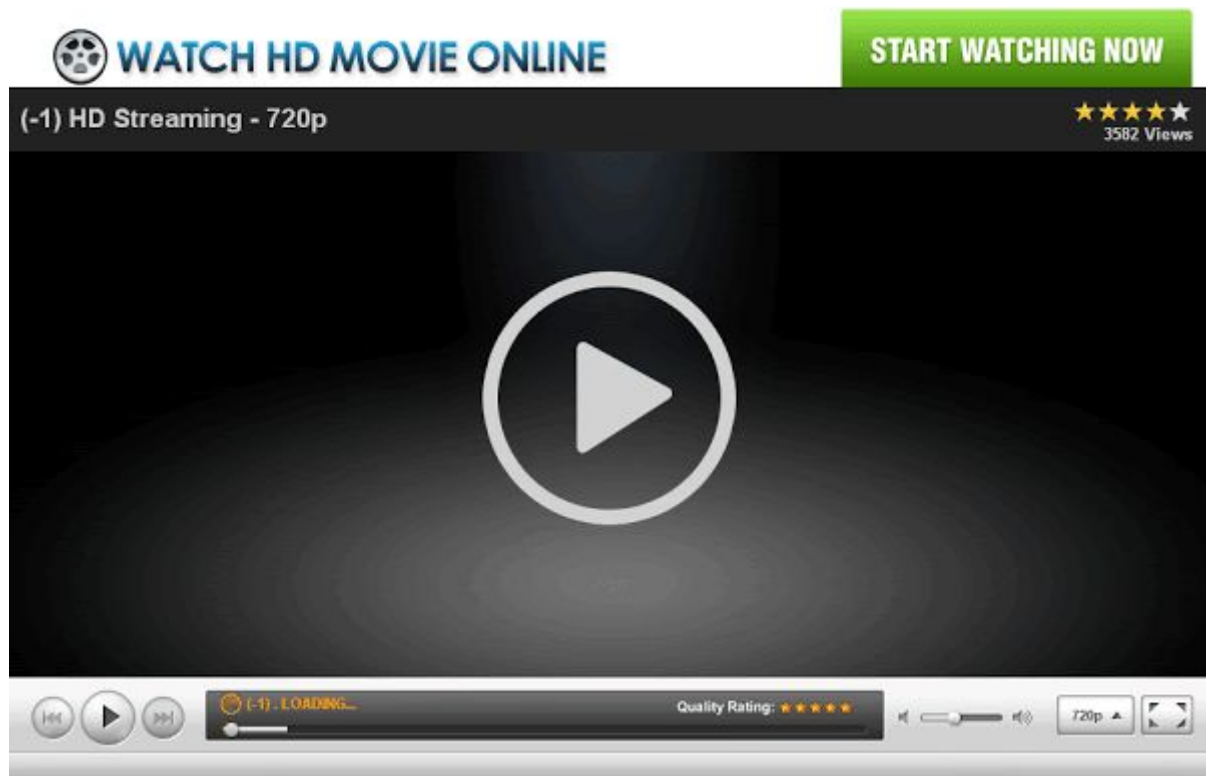 WATCH HD MOVIE ONLINE
START WATCHING NOW
(-1) HD Streaming - 720p
3582 Views
(-1) . LOADING...
Quality Rating:
720p